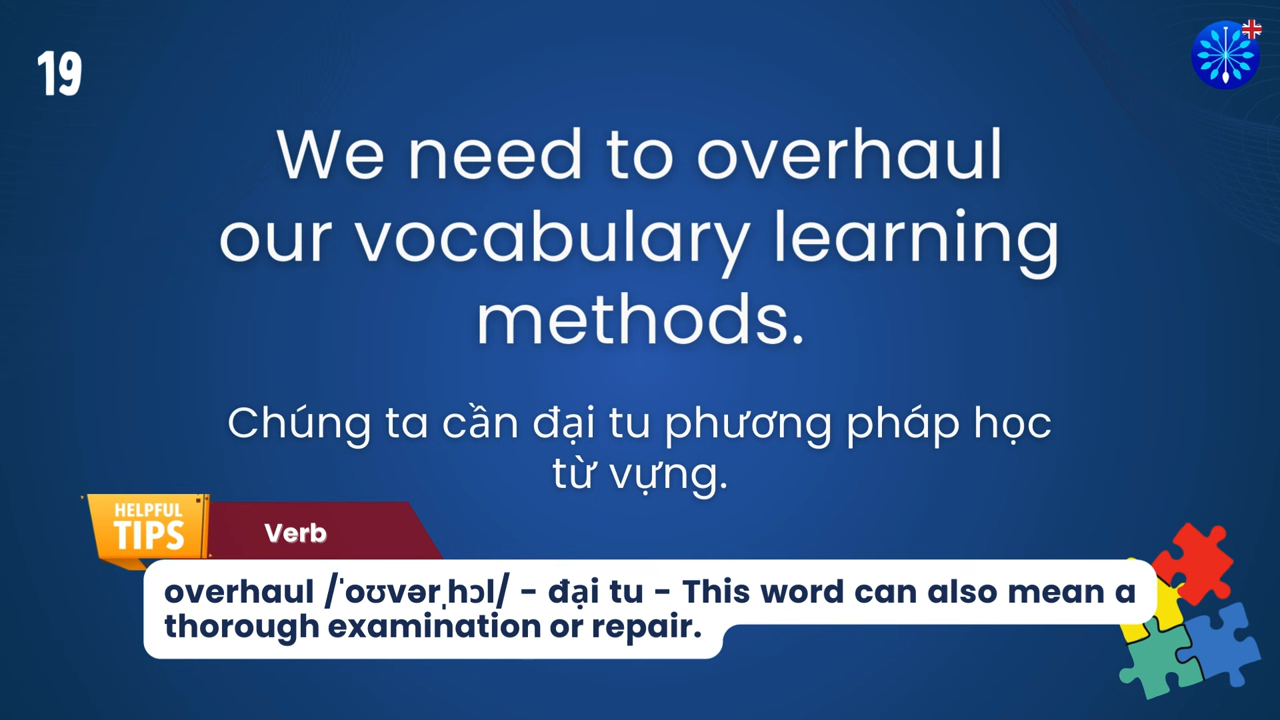 19
We need to overhaul
our vocabulary learning
methods.
Chúng ta cần đại tu phương pháp học
từ vựng.
HELPFUL
TIPS
Verb
overhaul /ˈoʊvərˌhɔl/ - đại tu - This word can also mean a
thorough examination or repair.